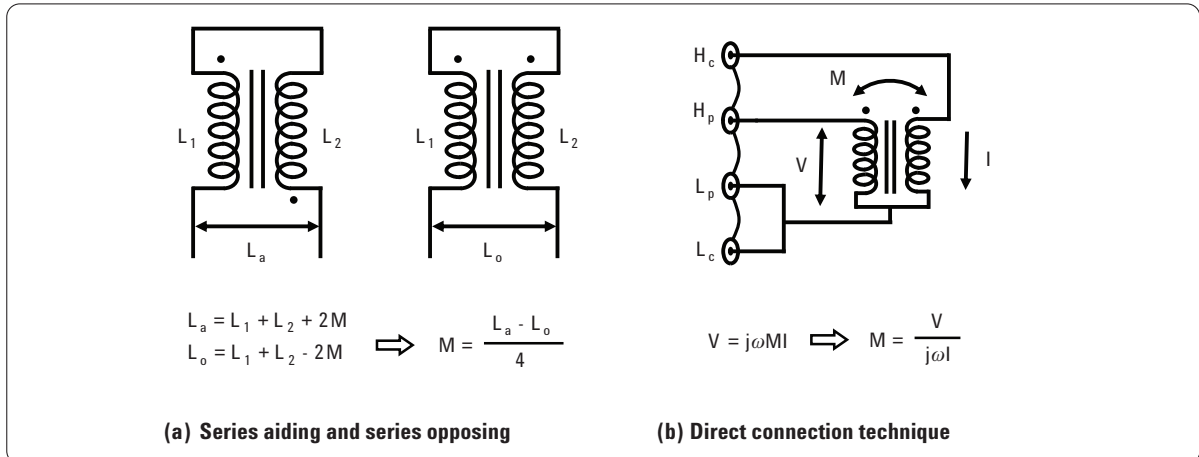 L1
L2
La
La = L1 + L2 + 2M
Lo = L1 + L2 - 2M
M = La - Lo / 4
L1
L2
Lo
(a) Series aiding and series opposing
Hc
Hp
Lp
Lc
M
V
I
V = jωMI
M = V / jωI
(b) Direct connection technique